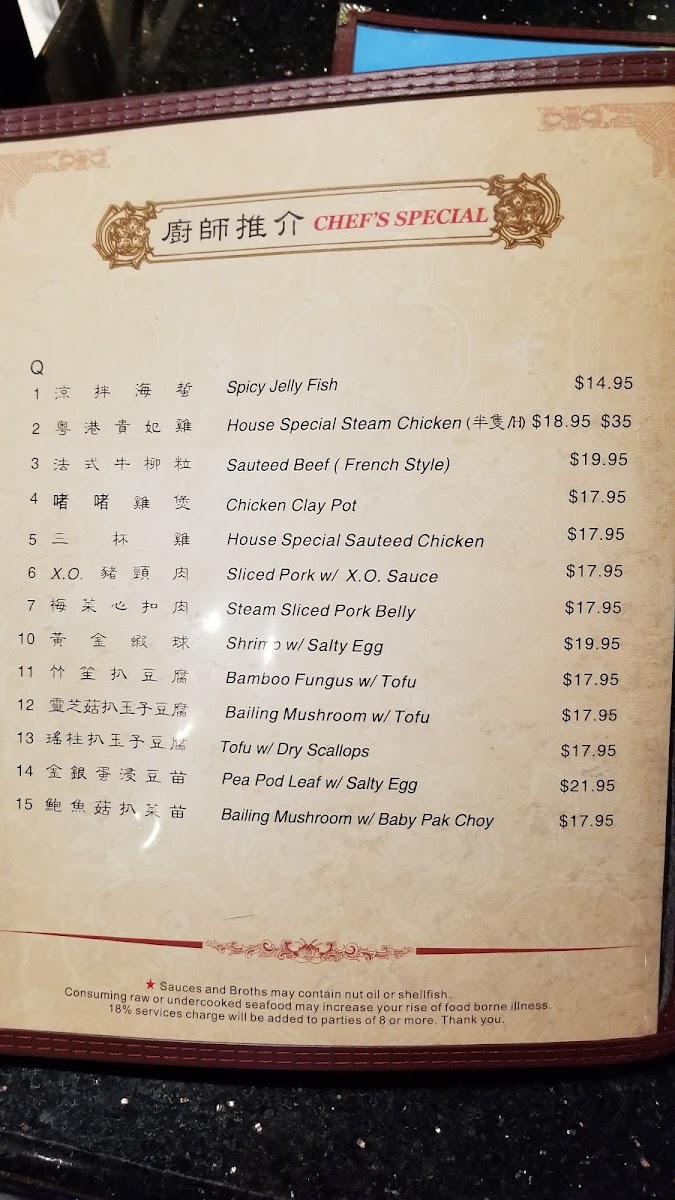 廚師推介 CHEF'S SPECIAL
Q
1 涼拌海蜇 Spicy Jelly Fish $14.95
2 粵港貴妃雞 House Special Steam Chicken (半隻/H) $18.95 $35
3 法式牛柳粒 Sauteed Beef ( French Style) $19.95
4 啫啫雞煲 Chicken Clay Pot $17.95
5 三杯雞 House Special Sauteed Chicken $17.95
6 X.O. 豬頸肉 Sliced Pork w/ X.O. Sauce $17.95
7 梅菜心扣肉 Steam Sliced Pork Belly $17.95
10 黃金蝦球 Shrimp w/ Salty Egg $19.95
11 竹笙扒豆腐 Bamboo Fungus w/ Tofu $17.95
12 靈芝菇扒玉子豆腐 Bailing Mushroom w/ Tofu $17.95
13 瑤柱扒玉子豆腐 Tofu w/ Dry Scallops $17.95
14 金銀蛋浸豆苗 Pea Pod Leaf w/ Salty Egg $21.95
15 鮑魚菇扒菜苗 Bailing Mushroom w/ Baby Pak Choy $17.95
★ Sauces and Broths may contain nut oil or shellfish.
Consuming raw or undercooked seafood may increase your rise of food borne illness.
18% services charge will be added to parties of 8 or more. Thank you.